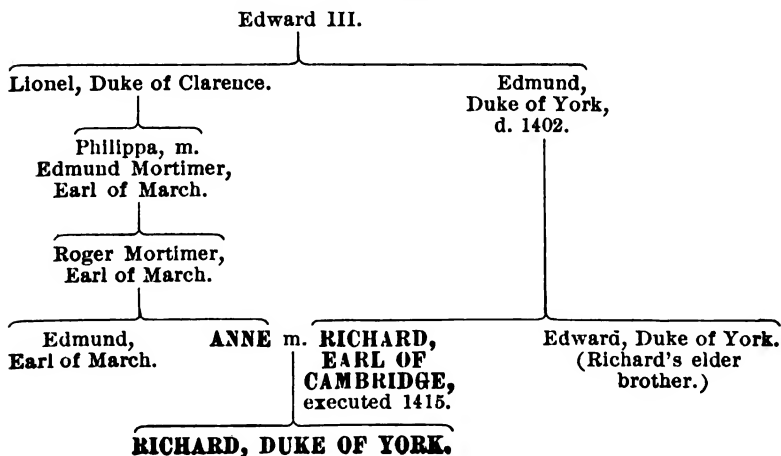 Edward III.
Lionel, Duke of Clarence.
Edmund,
Duke of York,
d. 1402.
Philippa, m.
Edmund Mortimer,
Earl of March.
Roger Mortimer,
Earl of March.
Edmund,
Earl of March.
ANNE m. RICHARD,
EARL OF
CAMBRIDGE,
executed 1415.
Edward, Duke of York.
(Richard's elder
brother.)
RICHARD, DUKE OF YORK.